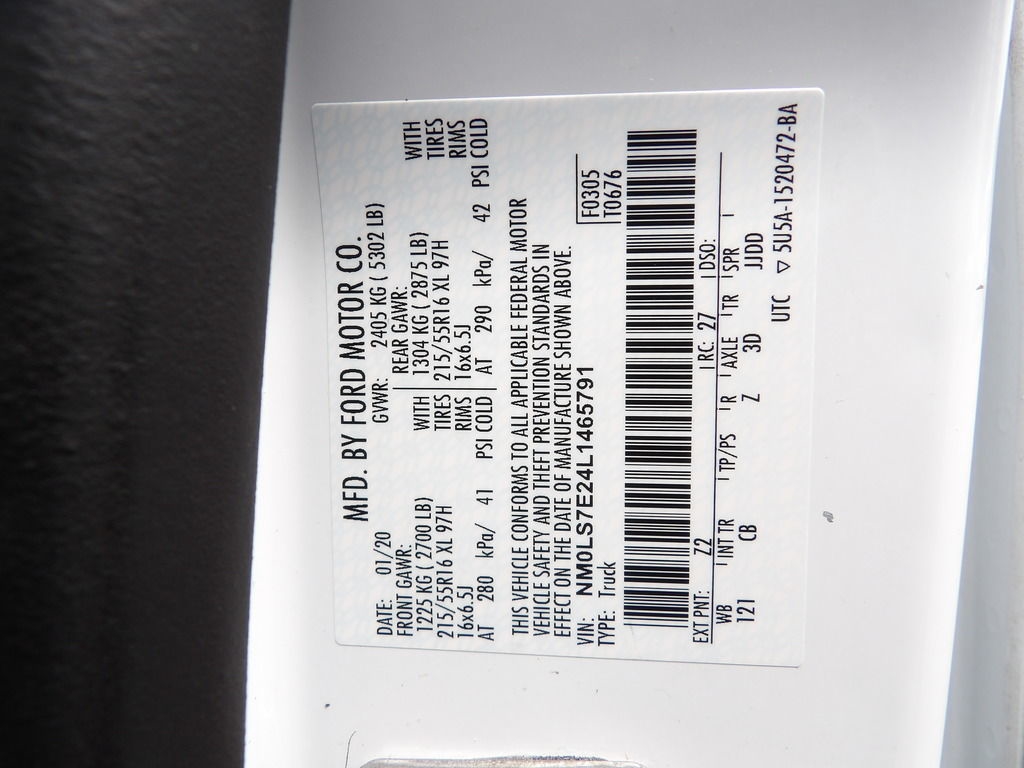 MFD. BY FORD MOTOR CO.
DATE: 01/20 GVWR: 2405 KG ( 5302 LB)
FRONT GAWR: REAR GAWR:
1225 KG ( 2700 LB) WITH 1304 KG ( 2875 LB) WITH
215/55R16 XL 97H TIRES 215/55R16 XL 97H TIRES
16x6.5J RIMS 16x6.5J RIMS
AT 280 kPa/ 41 PSI COLD AT 290 kPa/ 42 PSI COLD
THIS VEHICLE CONFORMS TO ALL APPLICABLE FEDERAL MOTOR
VEHICLE SAFETY AND THEFT PREVENTION STANDARDS IN
EFFECT ON THE DATE OF MANUFACTURE SHOWN ABOVE.
VIN: NM0LS7E24L1465791 F0305
TYPE: Truck T0676
EXT PNT: Z2 RC: 27 DSO:
WB INT TR TP/PS R AXLE TR SPR
121 CB Z 3D JJDD
UTC ▽ 5U5A-1520472-BA